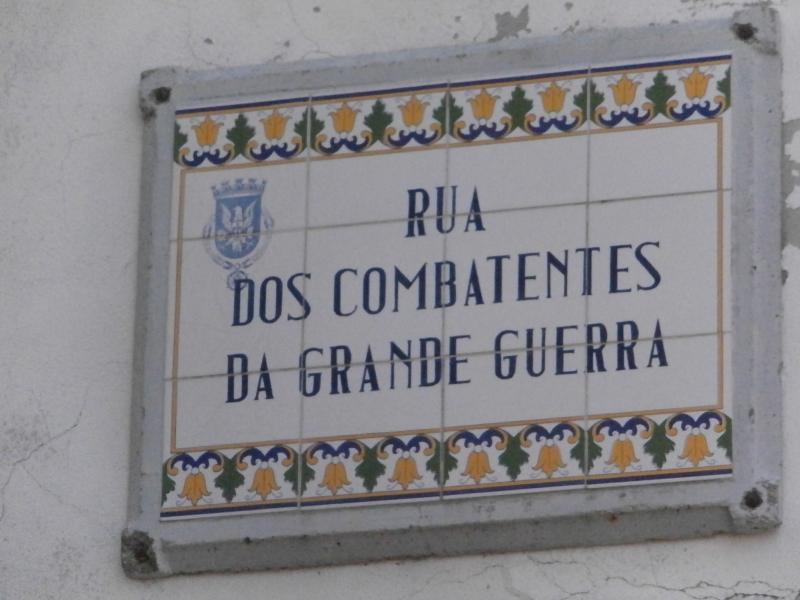 RUA
DOS COMBATENTES
DA GRANDE GUERRA